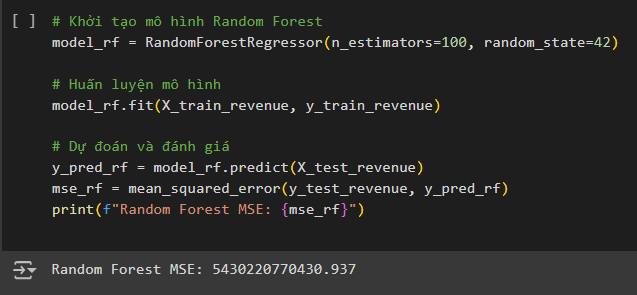 [ ] # Khởi tạo mô hình Random Forest
model_rf = RandomForestRegressor(n_estimators=100, random_state=42)
# Huấn luyện mô hình
model_rf.fit(X_train_revenue, y_train_revenue)
# Dự đoán và đánh giá
y_pred_rf = model_rf.predict(X_test_revenue)
mse_rf = mean_squared_error(y_test_revenue, y_pred_rf)
print(f"Random Forest MSE: {mse_rf}")
Random Forest MSE: 5430220770430.937